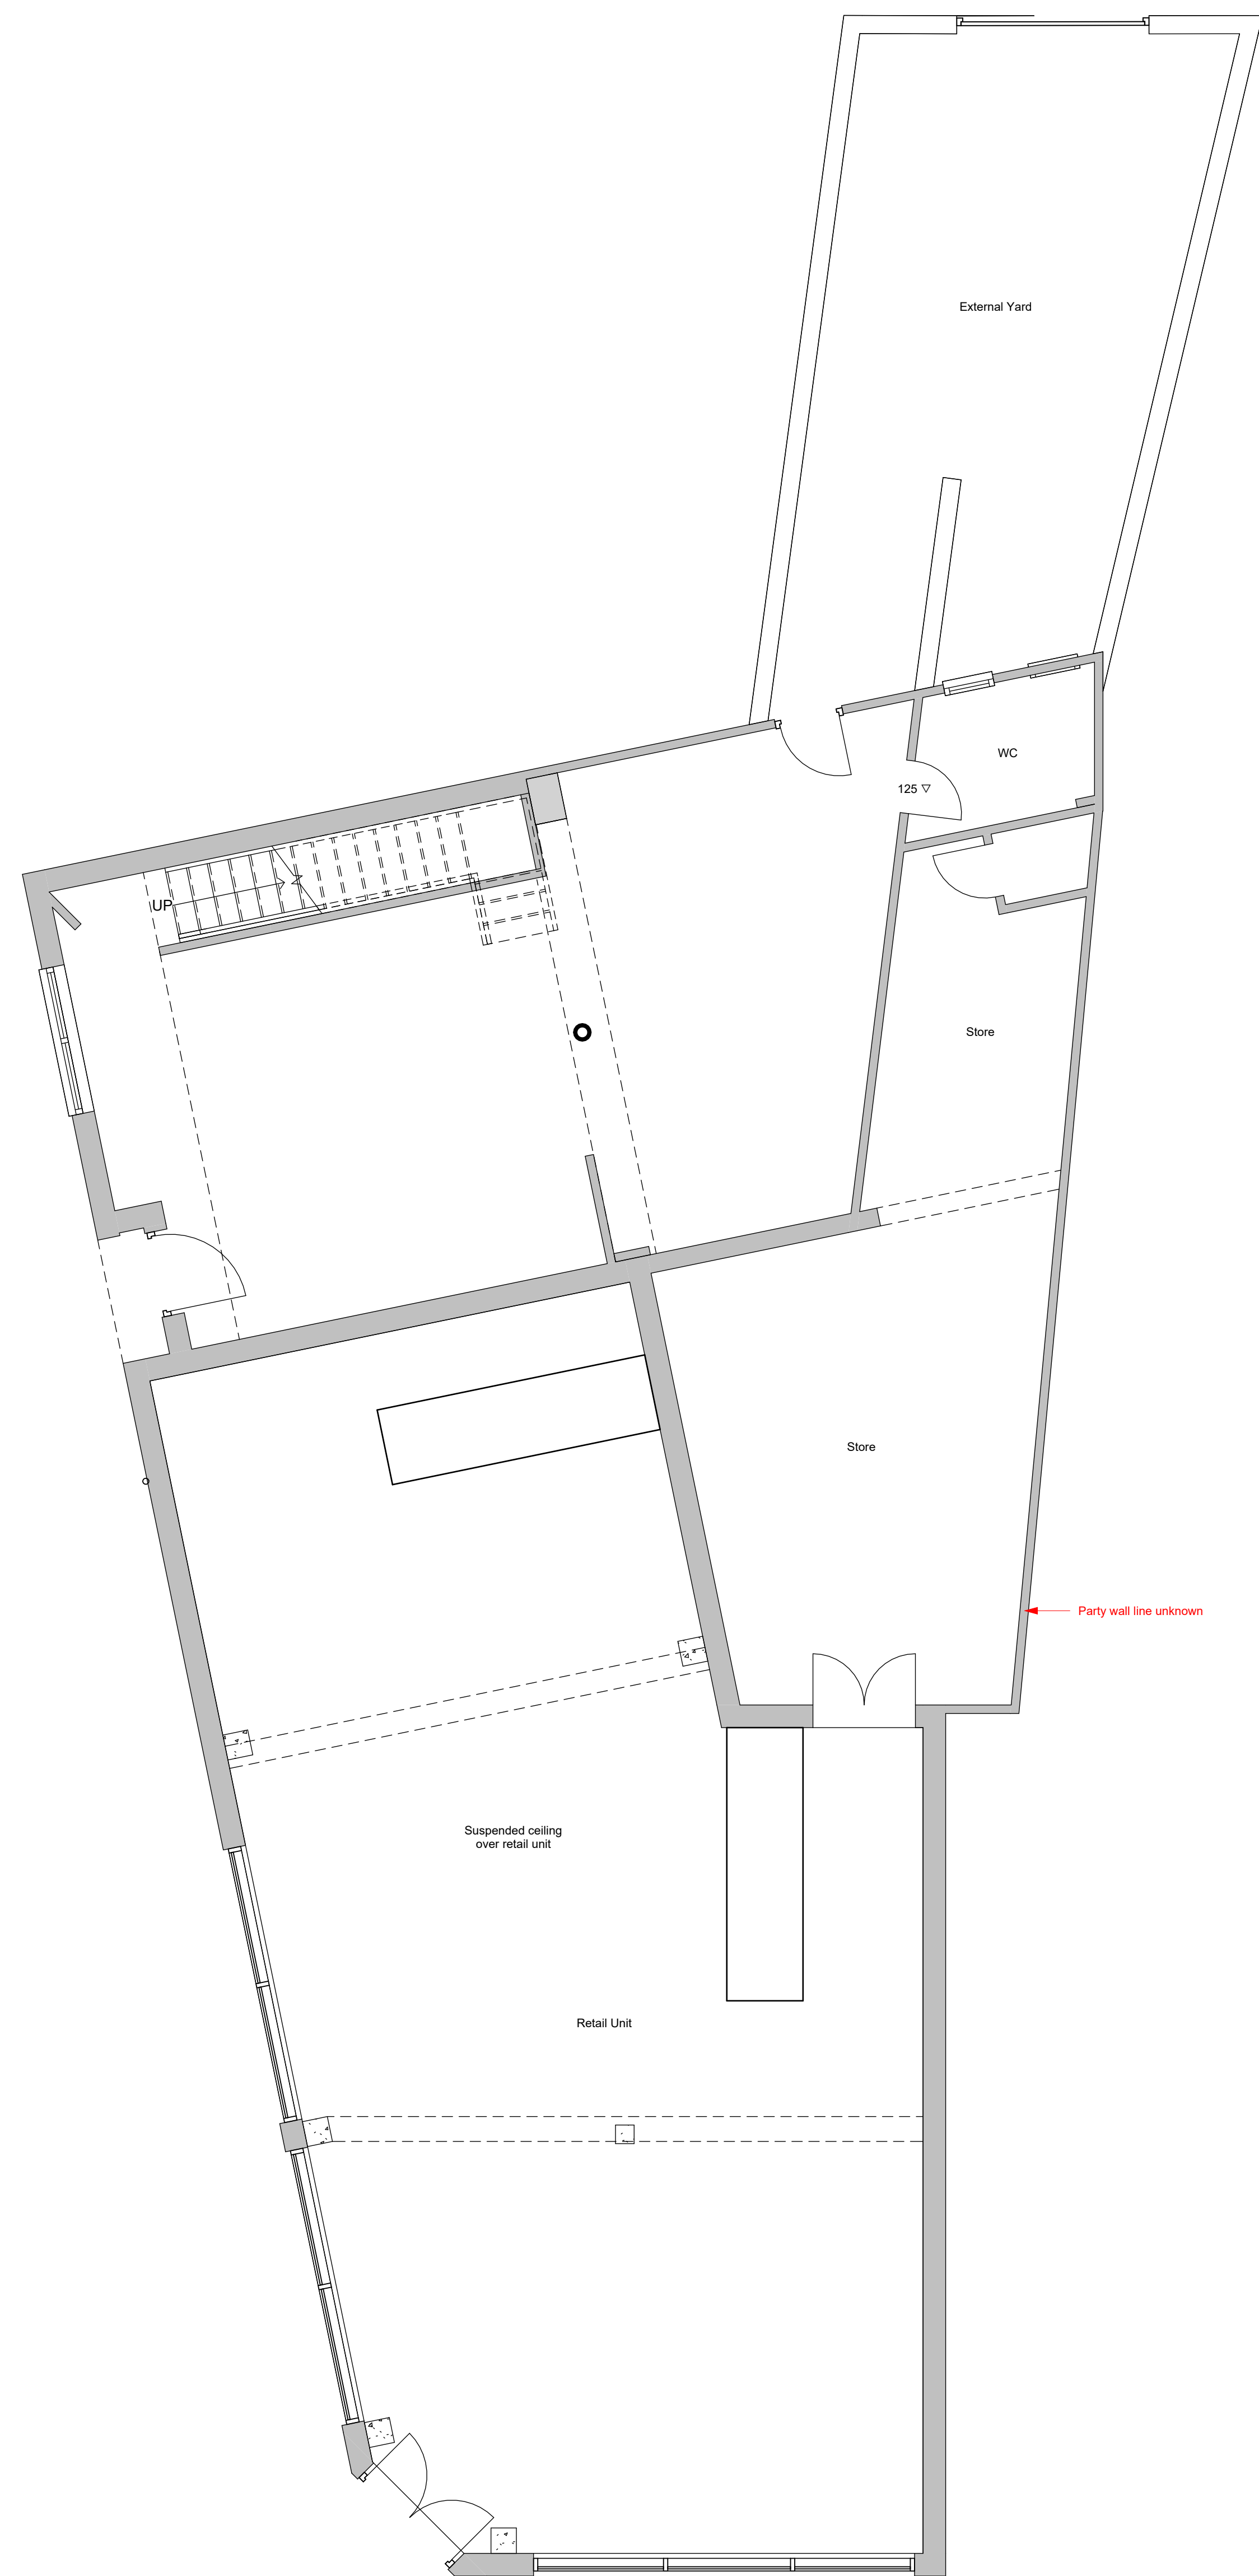 External Yard
WC
125 ▽
UP
Store
Store
Party wall line unknown
Suspended ceiling
over retail unit
Retail Unit